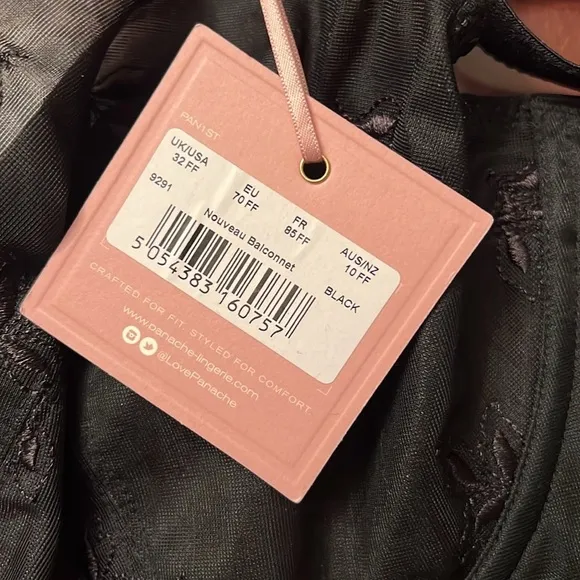 PAN1ST
UK/USA
32 FF
EU
70 FF
FR
85 FF
AUS/NZ
10 FF
9291
Nouveau Balconnet
BLACK
5 054383 160757
CRAFTED FOR FIT. STYLED FOR COMFORT.
www.panache-lingerie.com
@LovePanache